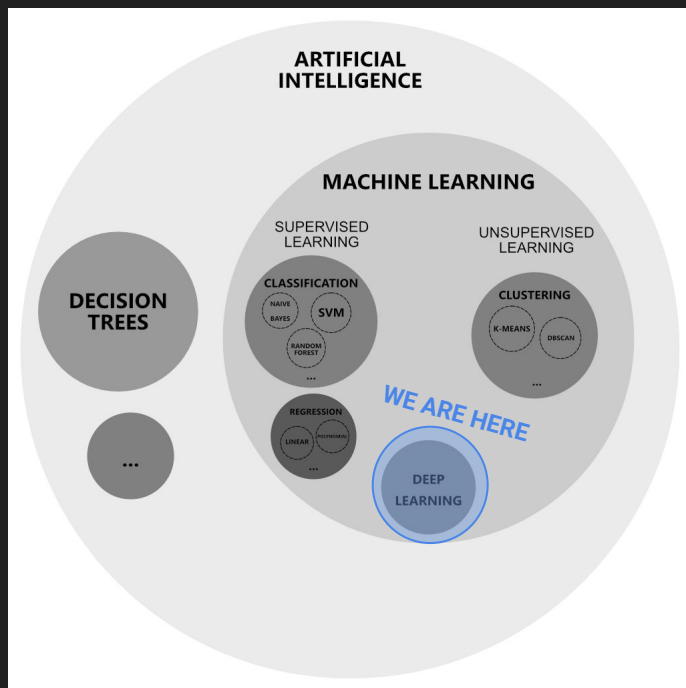 ARTIFICIAL
INTELLIGENCE
MACHINE LEARNING
SUPERVISED
LEARNING
UNSUPERVISED
LEARNING
CLASSIFICATION
NAIVE
BAYES
SVM
RANDOM
FOREST
...
CLUSTERING
K-MEANS
DBSCAN
...
DECISION
TREES
...
REGRESSION
LINEAR
POLYNOMIAL
...
WE ARE HERE
DEEP
LEARNING